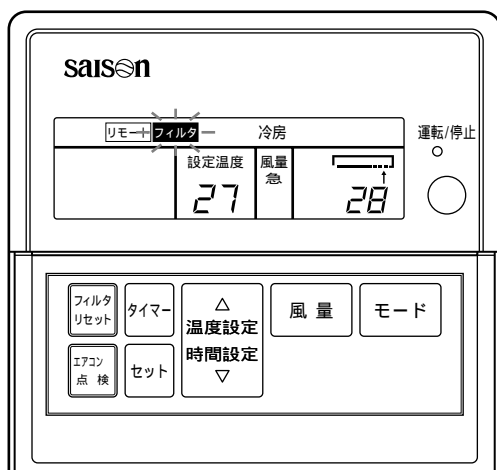 saison
リモート フィルタ 冷房
運転/停止
設定温度 風量
急
27 28
フィルタ
リセット
タイマー
△
温度設定
時間設定
▽
風 量
モード
エアコン
点 検
セット